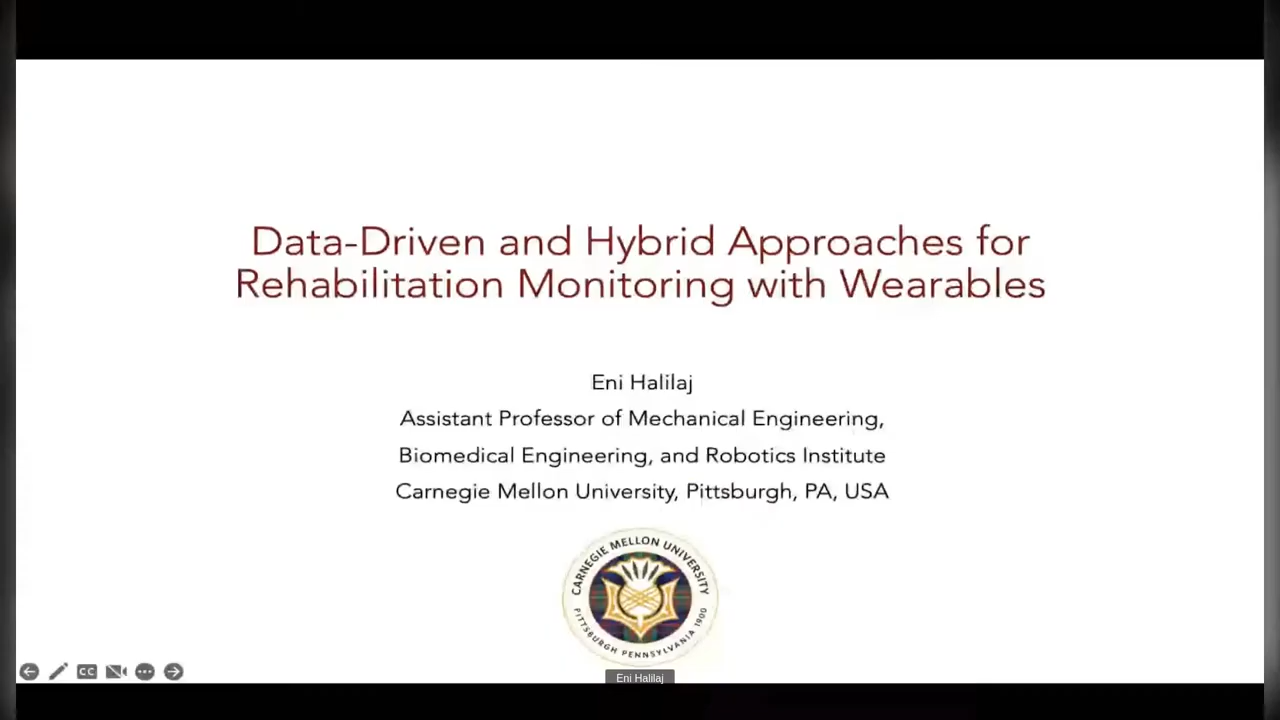 Data-Driven and Hybrid Approaches for
Rehabilitation Monitoring with Wearables
Eni Halilaj
Assistant Professor of Mechanical Engineering,
Biomedical Engineering, and Robotics Institute
Carnegie Mellon University, Pittsburgh, PA, USA
CARNEGIE MELLON UNIVERSITY
PITTSBURGH PENNSYLVANIA 1900
CC
Eni Halilaj